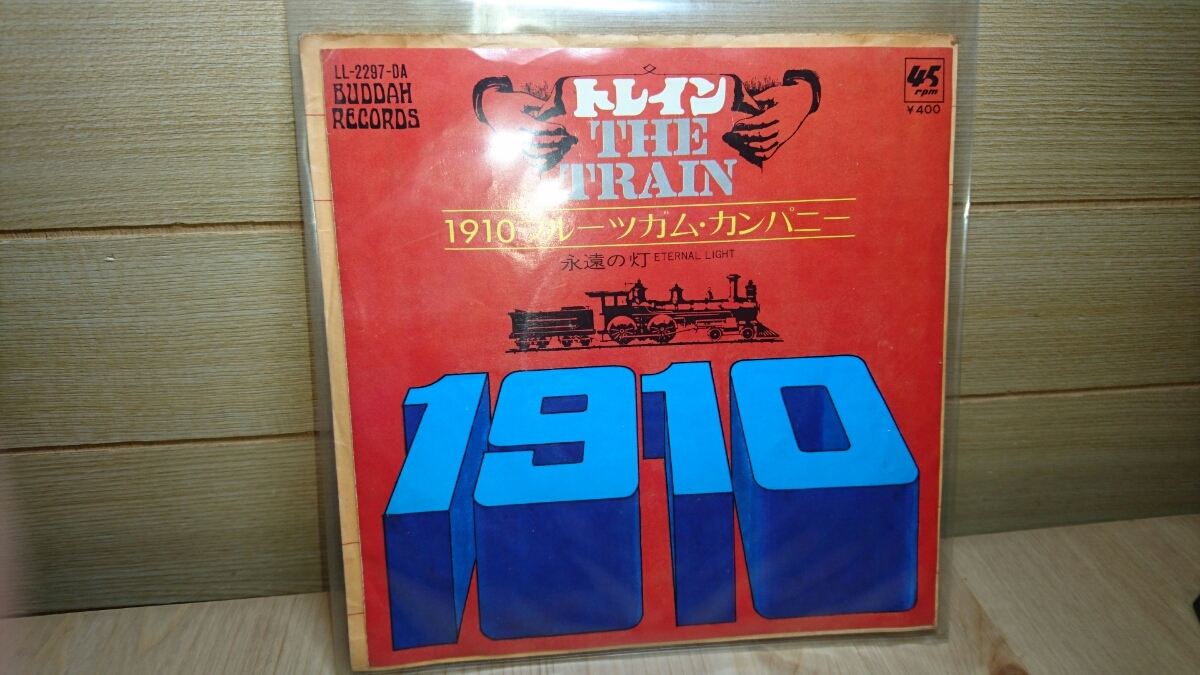 LL-2297-DA
BUDDAH
RECORDS
45
rpm
¥400
トレイン
THE
TRAIN
1910フルーツガム・カンパニー
永遠の灯 ETERNAL LIGHT
1910